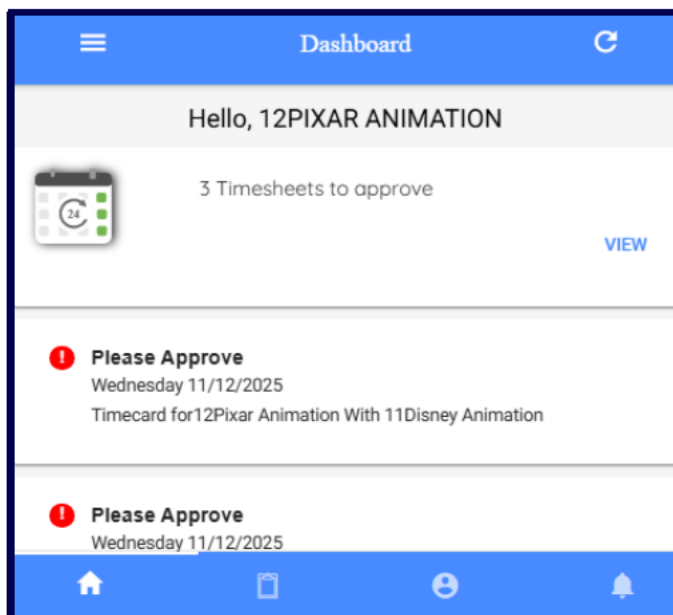 Dashboard
Hello, 12PIXAR ANIMATION
3 Timesheets to approve
24
VIEW
Please Approve
Wednesday 11/12/2025
Timecard for12Pixar Animation With 11Disney Animation
Please Approve
Wednesday 11/12/2025